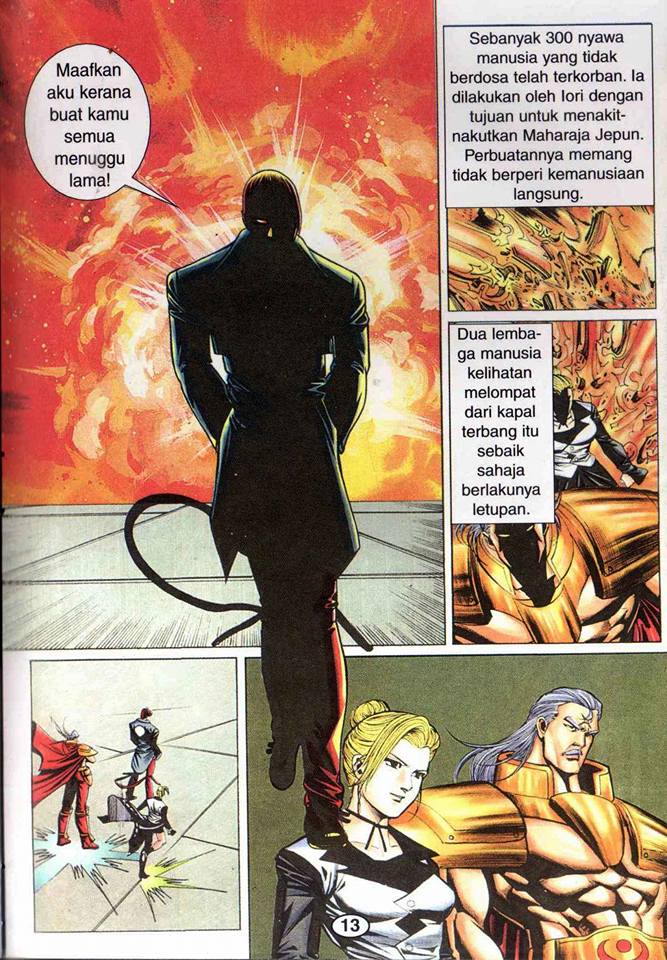 Maafkan
aku kerana
buat kamu
semua
menuggu
lama!
Sebanyak 300 nyawa
manusia yang tidak
berdosa telah terkorban. Ia
dilakukan oleh Iori dengan
tujuan untuk menakit-
nakutkan Maharaja Jepun.
Perbuatannya memang
tidak berperi kemanusiaan
langsung.
Dua lemba-
ga manusia
kelihatan
melompat
dari kapal
terbang itu
sebaik
sahaja
berlakunya
letupan.
13